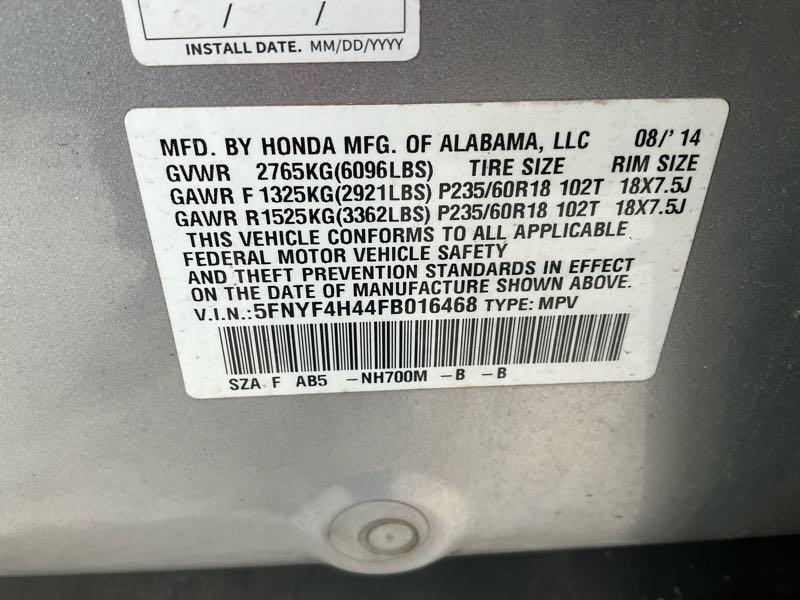 / /
INSTALL DATE. MM/DD/YYYY
MFD. BY HONDA MFG. OF ALABAMA, LLC 08/'14
GVWR 2765KG(6096LBS) TIRE SIZE RIM SIZE
GAWR F 1325KG(2921LBS) P235/60R18 102T 18X7.5J
GAWR R1525KG(3362LBS) P235/60R18 102T 18X7.5J
THIS VEHICLE CONFORMS TO ALL APPLICABLE
FEDERAL MOTOR VEHICLE SAFETY
AND THEFT PREVENTION STANDARDS IN EFFECT
ON THE DATE OF MANUFACTURE SHOWN ABOVE.
V.I.N.:5FNYF4H44FB016468 TYPE: MPV
SZA F AB5 -NH700M -B -B